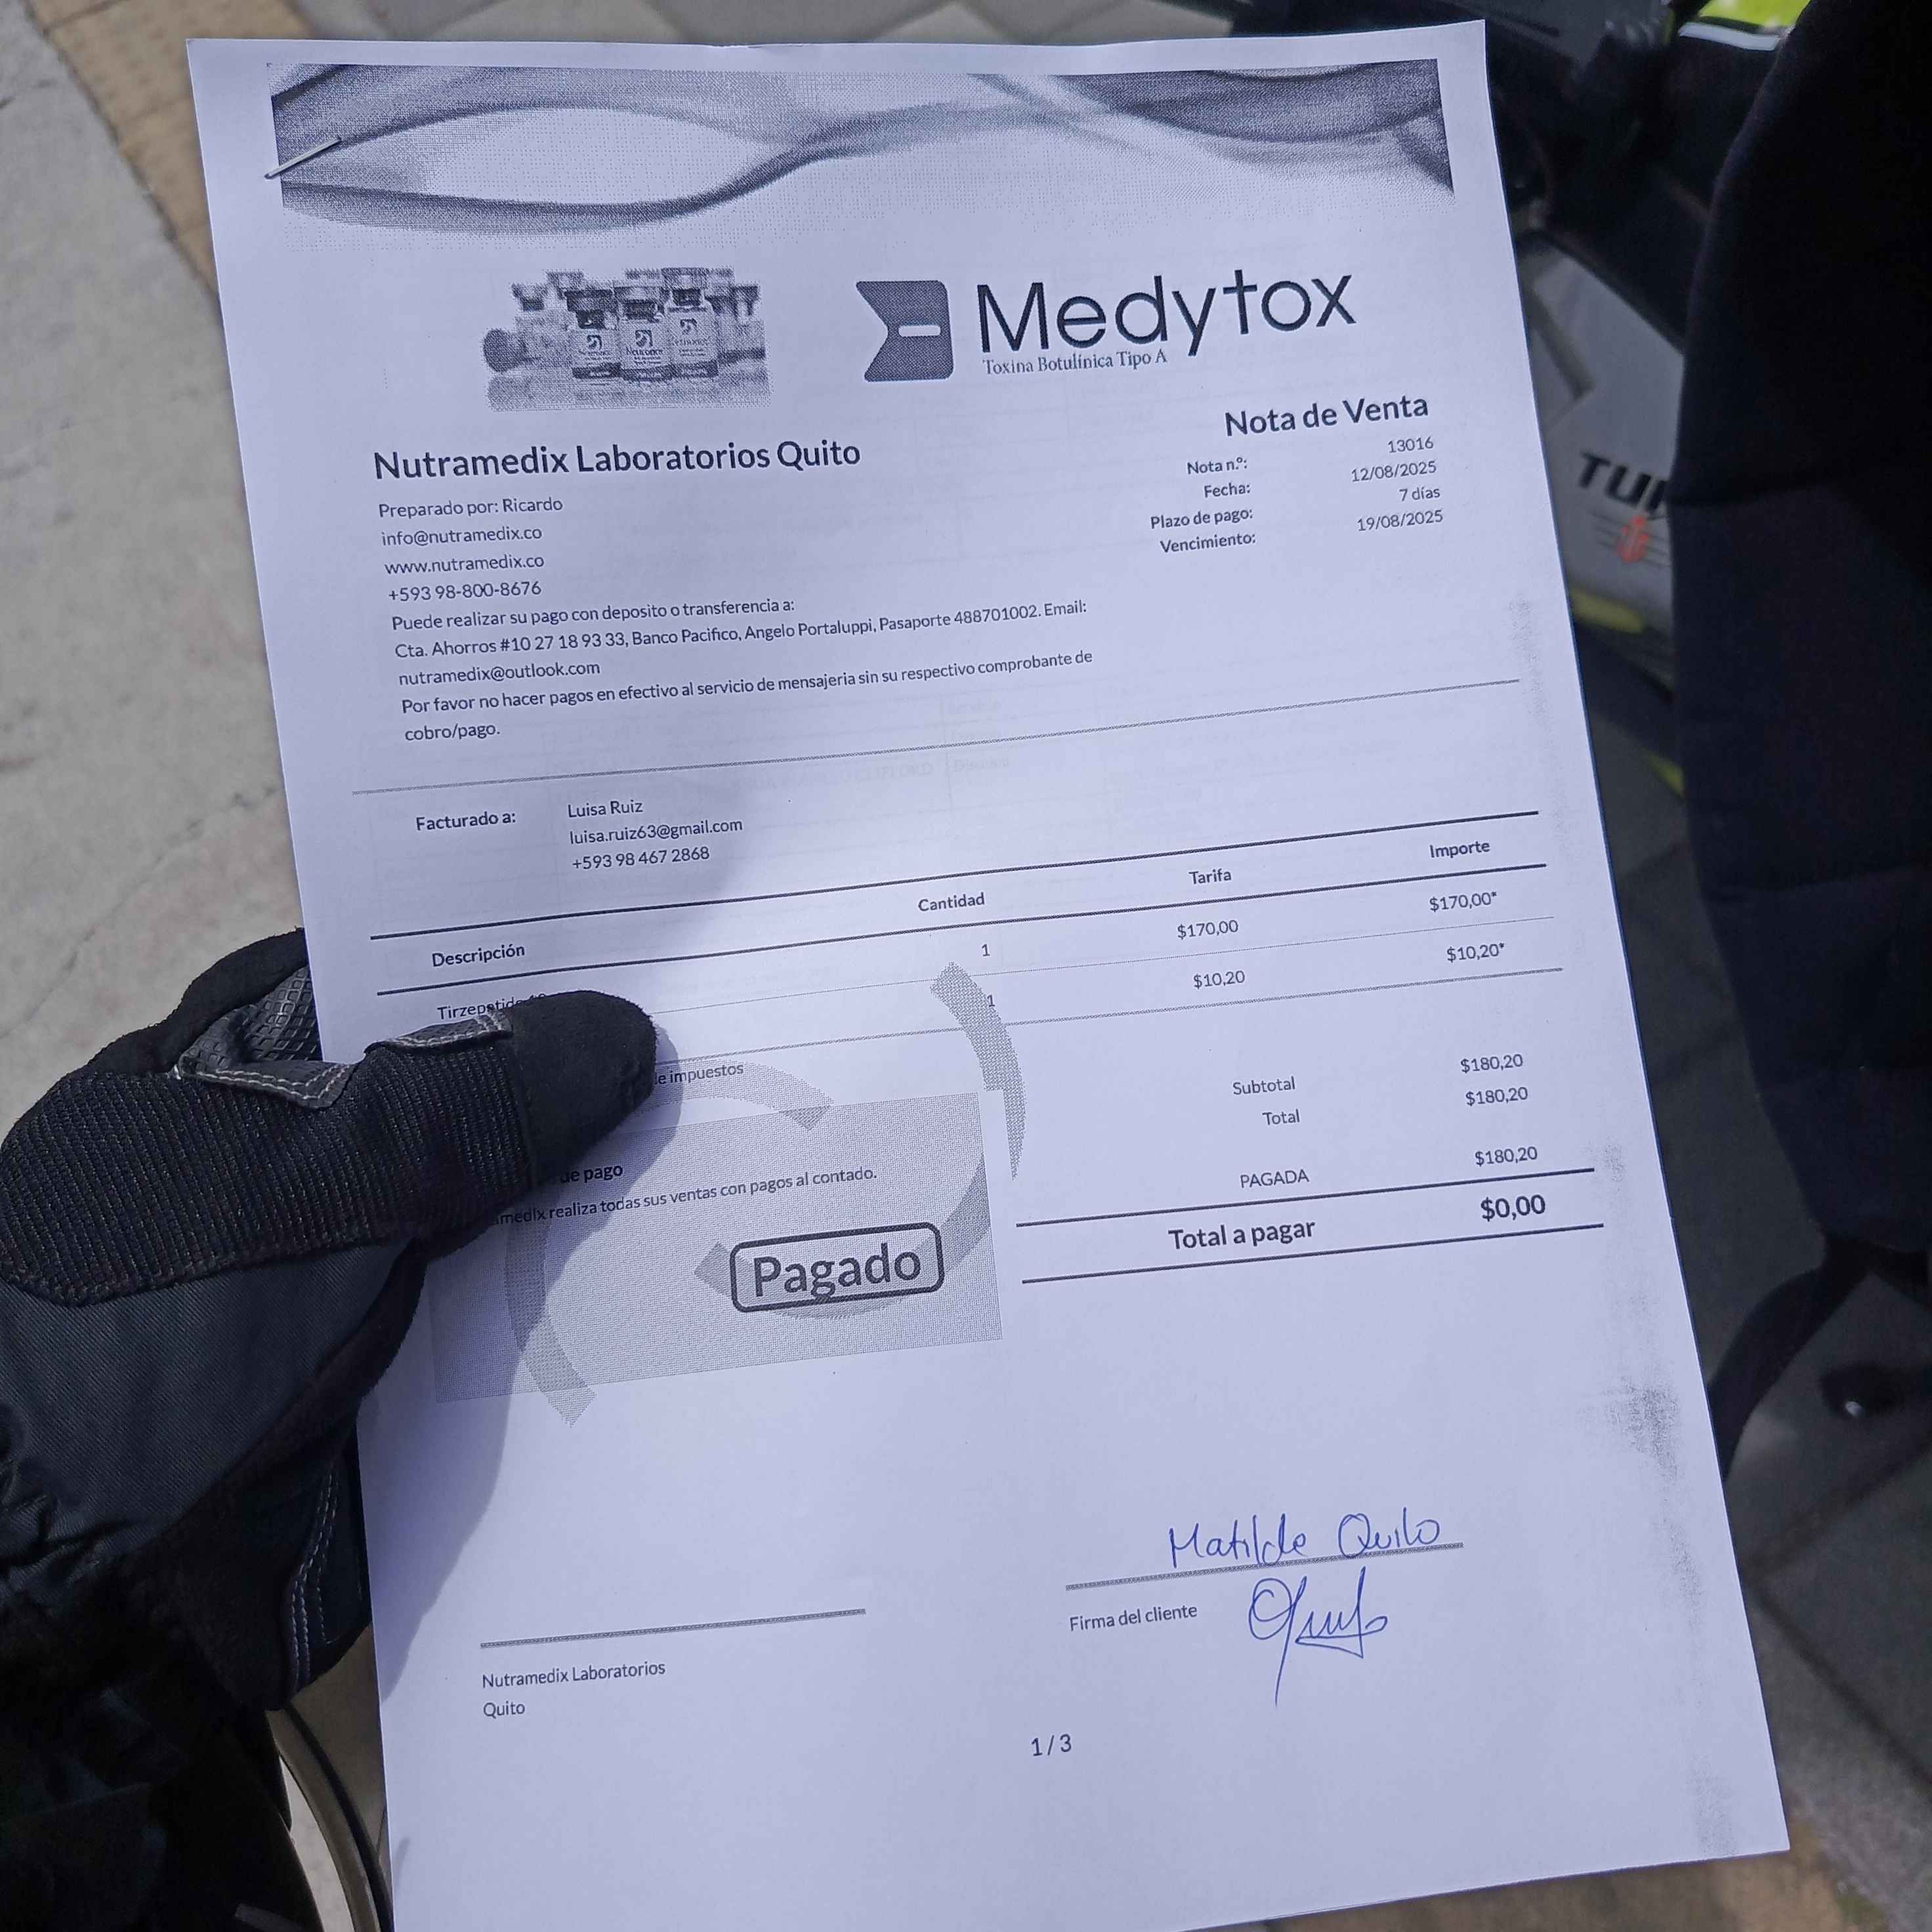 Medytox
Toxina Botulínica Tipo A
Nota de Venta
Nota n.º: 13016
Fecha: 12/08/2025
Plazo de pago: 7 días
Vencimiento: 19/08/2025
Nutramedix Laboratorios Quito
Preparado por: Ricardo
info@nutramedix.co
www.nutramedix.co
+593 98-800-8676
Puede realizar su pago con deposito o transferencia a:
Cta. Ahorros #10 27 18 93 33, Banco Pacifico, Angelo Portaluppi, Pasaporte 488701002. Email:
nutramedix@outlook.com
Por favor no hacer pagos en efectivo al servicio de mensajeria sin su respectivo comprobante de
cobro/pago.
Facturado a: Luisa Ruiz
luisa.ruiz63@gmail.com
+593 98 467 2868
Descripción Cantidad Tarifa Importe
Tirzepatide 1 $170,00 $170,00*
1 $10,20 $10,20*
impuestos
Subtotal $180,20
Total $180,20
PAGADA $180,20
Total a pagar $0,00
de pago
realiza todas sus ventas con pagos al contado.
Pagado
Matilde Quilo
Firma del cliente
Nutramedix Laboratorios
Quito
1 / 3